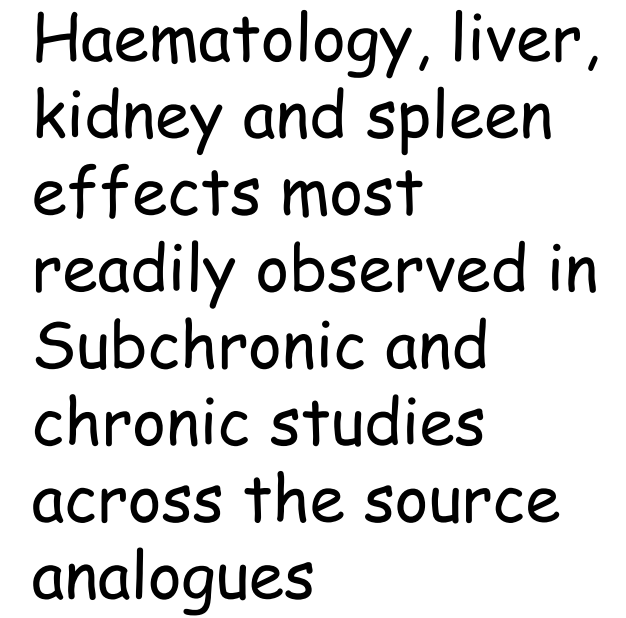 Haematology, liver,
kidney and spleen
effects most
readily observed in
Subchronic and
chronic studies
across the source
analogues